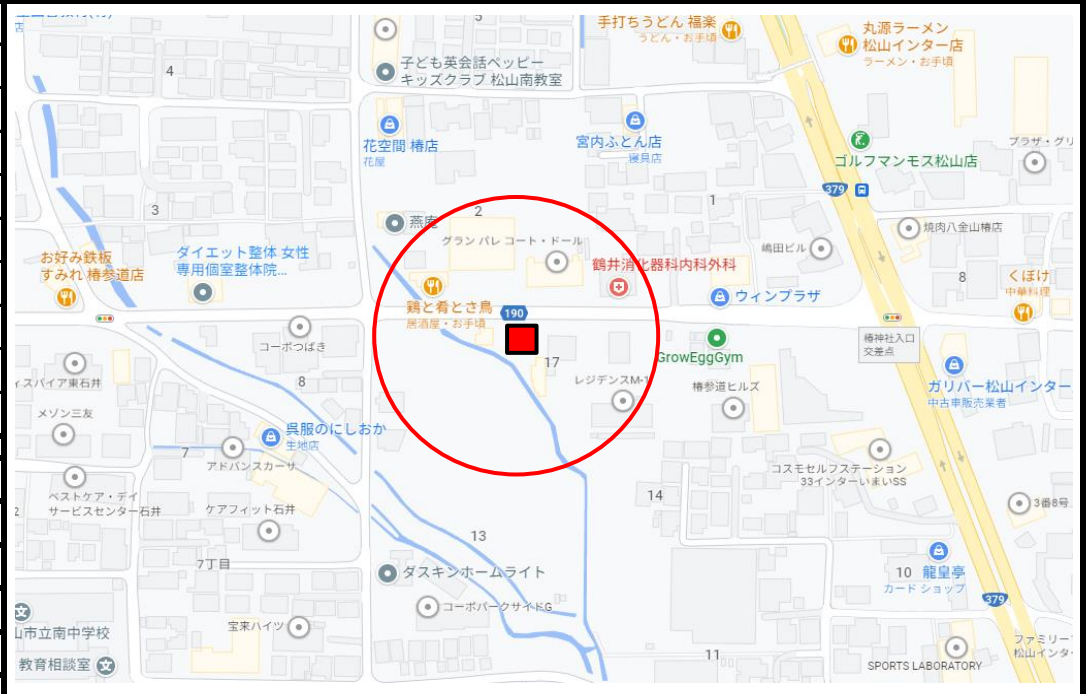 5
手打ちうどん 福楽
うどん・お手頃
丸源ラーメン
松山インター店
ラーメン・お手頃
4
子ども英会話ペッピー
キッズクラブ 松山南教室
花空間 椿店
花屋
宮内ふとん店
寝具店
ゴルフマンモス松山店
プラザ・グリ
379
3
2
1
燕庵
グラン パレ コート・ドール
嶋田ビル
焼肉八金山椿店
お好み鉄板
すみれ 椿参道店
ダイエット整体 女性
専用個室整体院...
鶴井消化器科内科外科
8
くぼけ
中華料理
鶏と肴とさ鳥
居酒屋・お手頃
190
ウィンプラザ
コーポつばき
17
GrowEggGym
椿神社入口
交差点
ィスパイア東石井
8
レジデンスM-1
椿参道ヒルズ
ガリバー松山インター
中古車販売業者
メゾン三友
呉服のにしおか
生地店
7
アドバンスカーサ
コスモセルフステーション
33インターいまいSS
ベストケア・デイ
サービスセンター石井
2
ケアフィット石井
14
3番8号
13
7丁目
ダスキンホームライト
10
龍皇亭
カード ショップ
コーポパークサイドG
379
宝来ハイツ
山市立南中学校
教育相談室
11
ファミリー
松山インタ
SPORTS LABORATORY